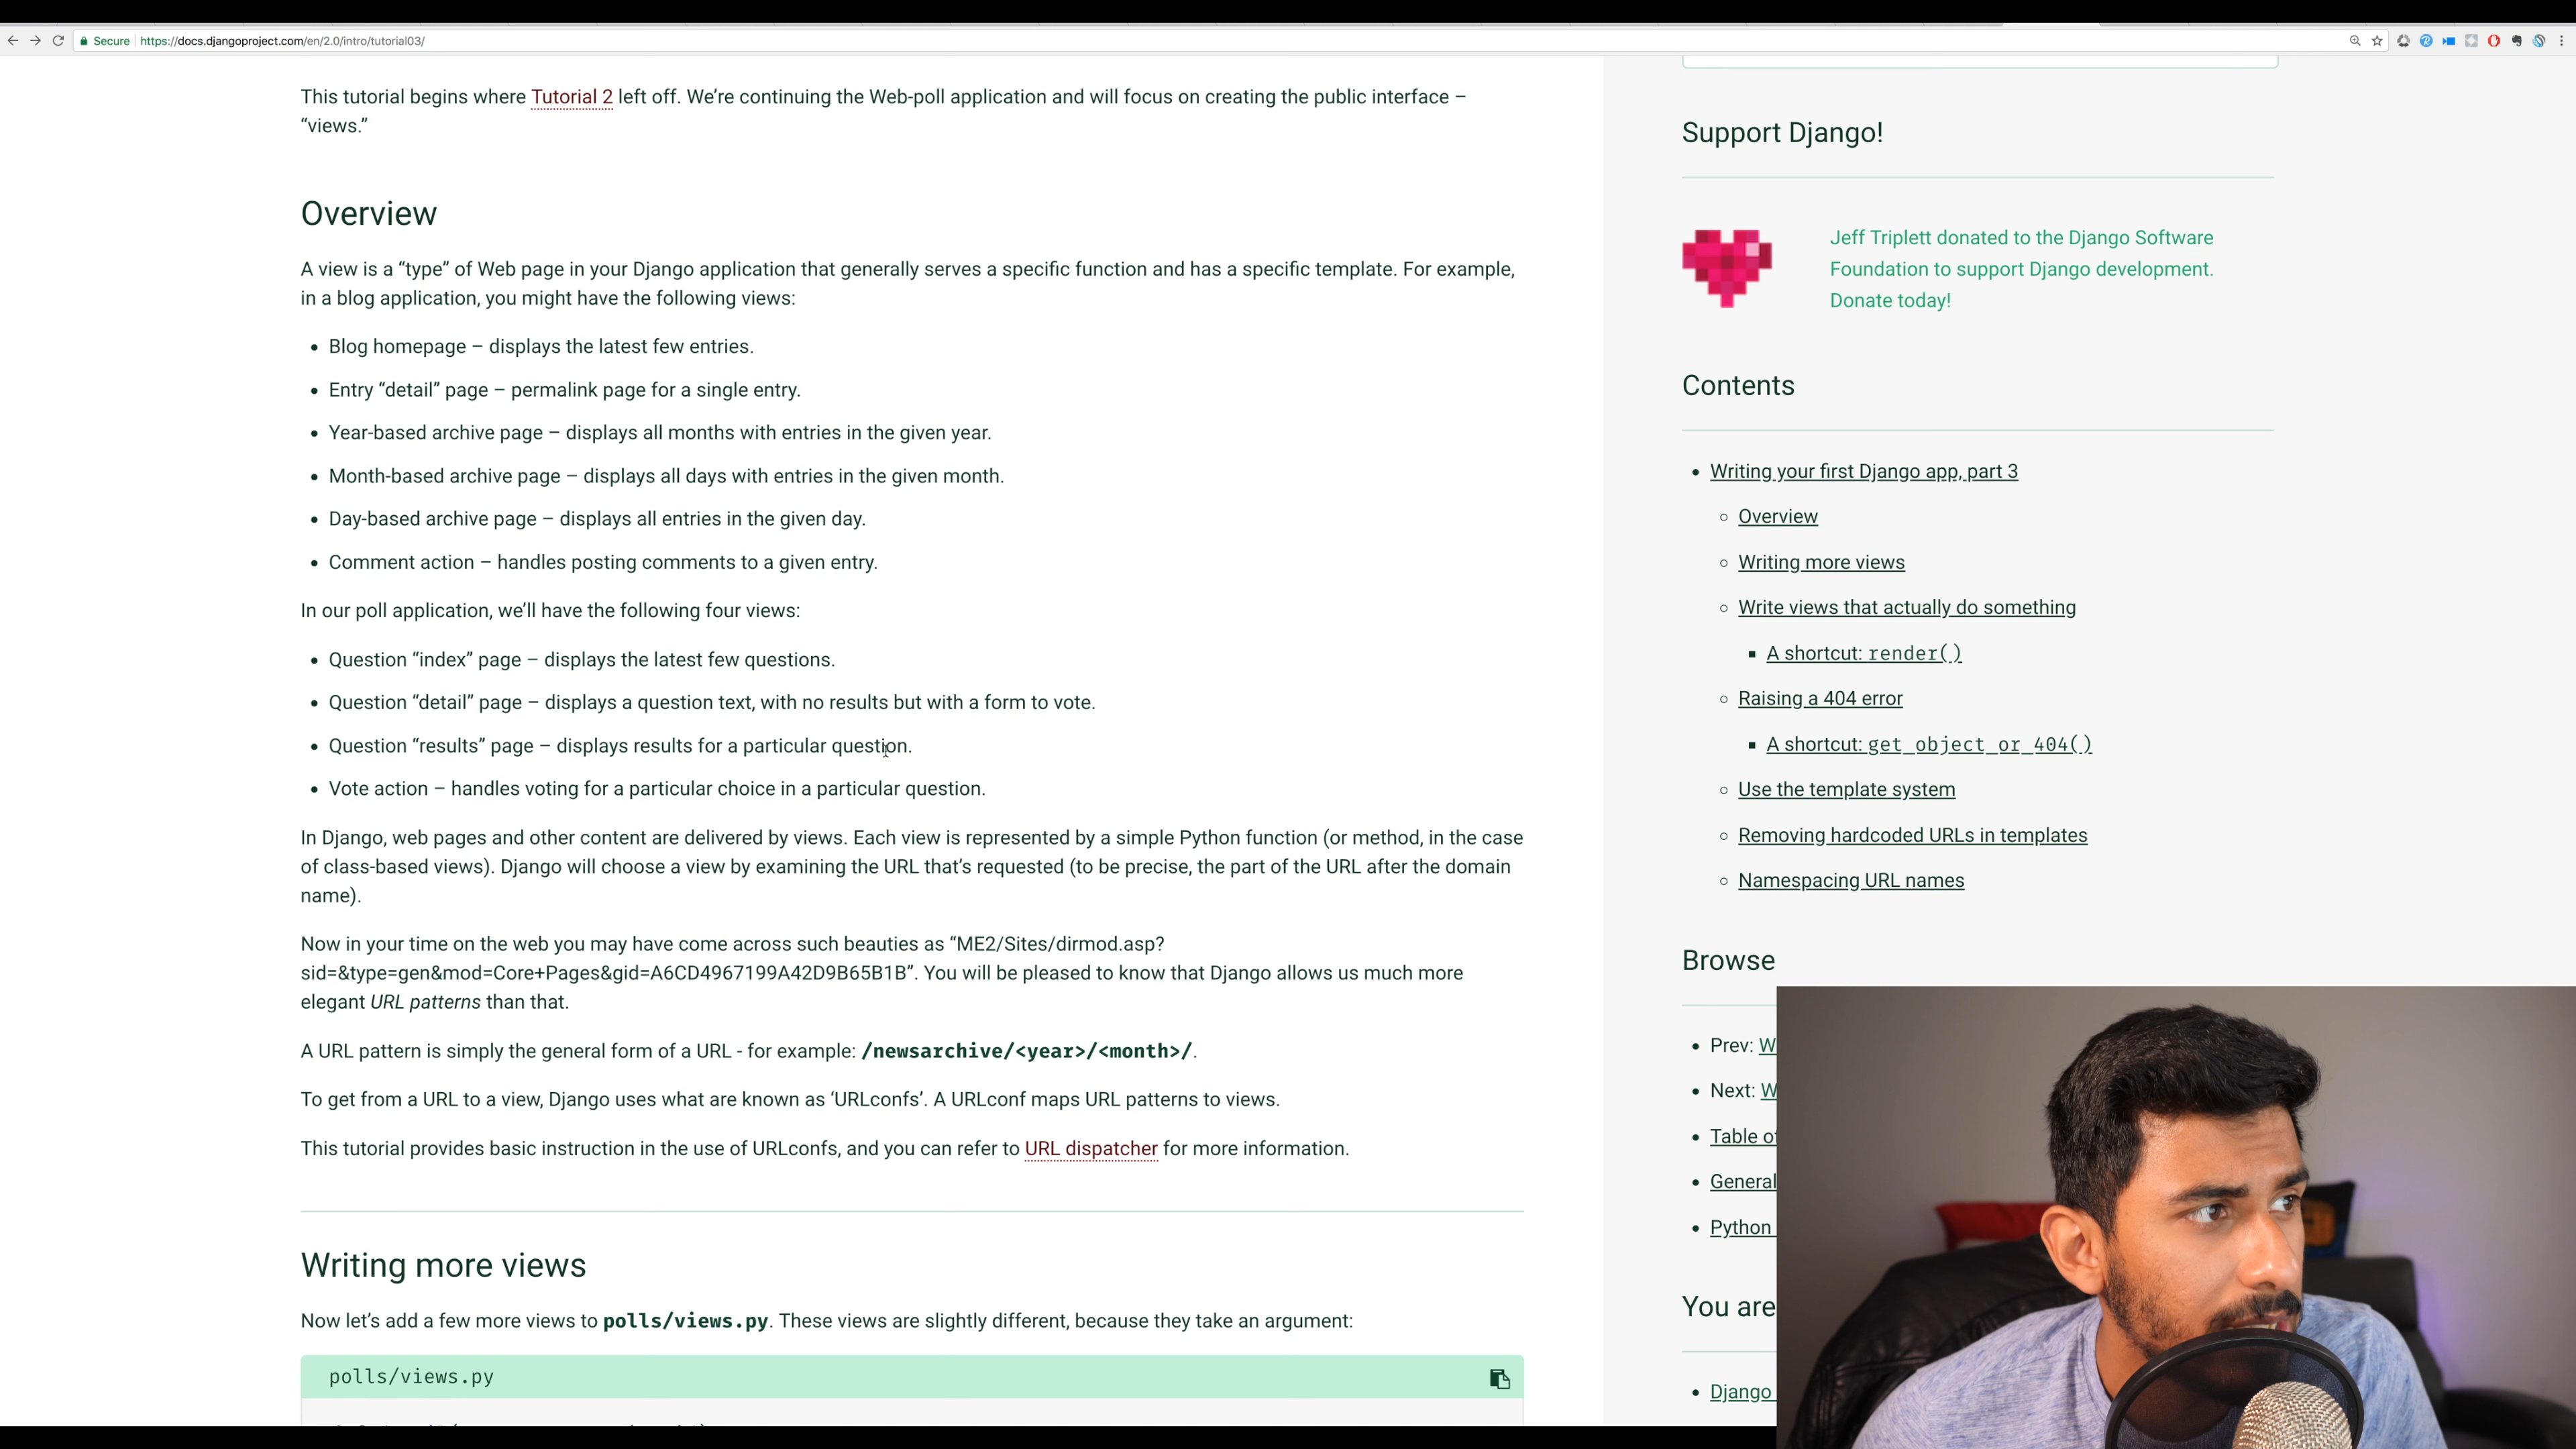 Secure https://docs.djangoproject.com/en/2.0/intro/tutorial03/
This tutorial begins where Tutorial 2 left off. We’re continuing the Web-poll application and will focus on creating the public interface –
“views.”
Overview
A view is a “type” of Web page in your Django application that generally serves a specific function and has a specific template. For example,
in a blog application, you might have the following views:
• Blog homepage – displays the latest few entries.
• Entry “detail” page – permalink page for a single entry.
• Year-based archive page – displays all months with entries in the given year.
• Month-based archive page – displays all days with entries in the given month.
• Day-based archive page – displays all entries in the given day.
• Comment action – handles posting comments to a given entry.
In our poll application, we’ll have the following four views:
• Question “index” page – displays the latest few questions.
• Question “detail” page – displays a question text, with no results but with a form to vote.
• Question “results” page – displays results for a particular question.
• Vote action – handles voting for a particular choice in a particular question.
In Django, web pages and other content are delivered by views. Each view is represented by a simple Python function (or method, in the case
of class-based views). Django will choose a view by examining the URL that’s requested (to be precise, the part of the URL after the domain
name).
Now in your time on the web you may have come across such beauties as “ME2/Sites/dirmod.asp?
sid=&type=gen&mod=Core+Pages&gid=A6CD4967199A42D9B65B1B”. You will be pleased to know that Django allows us much more
elegant URL patterns than that.
A URL pattern is simply the general form of a URL - for example: /newsarchive/<year>/<month>/.
To get from a URL to a view, Django uses what are known as ‘URLconfs’. A URLconf maps URL patterns to views.
This tutorial provides basic instruction in the use of URLconfs, and you can refer to URL dispatcher for more information.
Writing more views
Now let’s add a few more views to polls/views.py. These views are slightly different, because they take an argument:
polls/views.py
Support Django!
Jeff Triplett donated to the Django Software
Foundation to support Django development.
Donate today!
Contents
• Writing your first Django app, part 3
Overview
Writing more views
Write views that actually do something
A shortcut: render()
Raising a 404 error
A shortcut: get_object_or_404()
Use the template system
Removing hardcoded URLs in templates
Namespacing URL names
Browse
• Prev: W
• Next: W
• Table
• General
• Python
You are
• Django